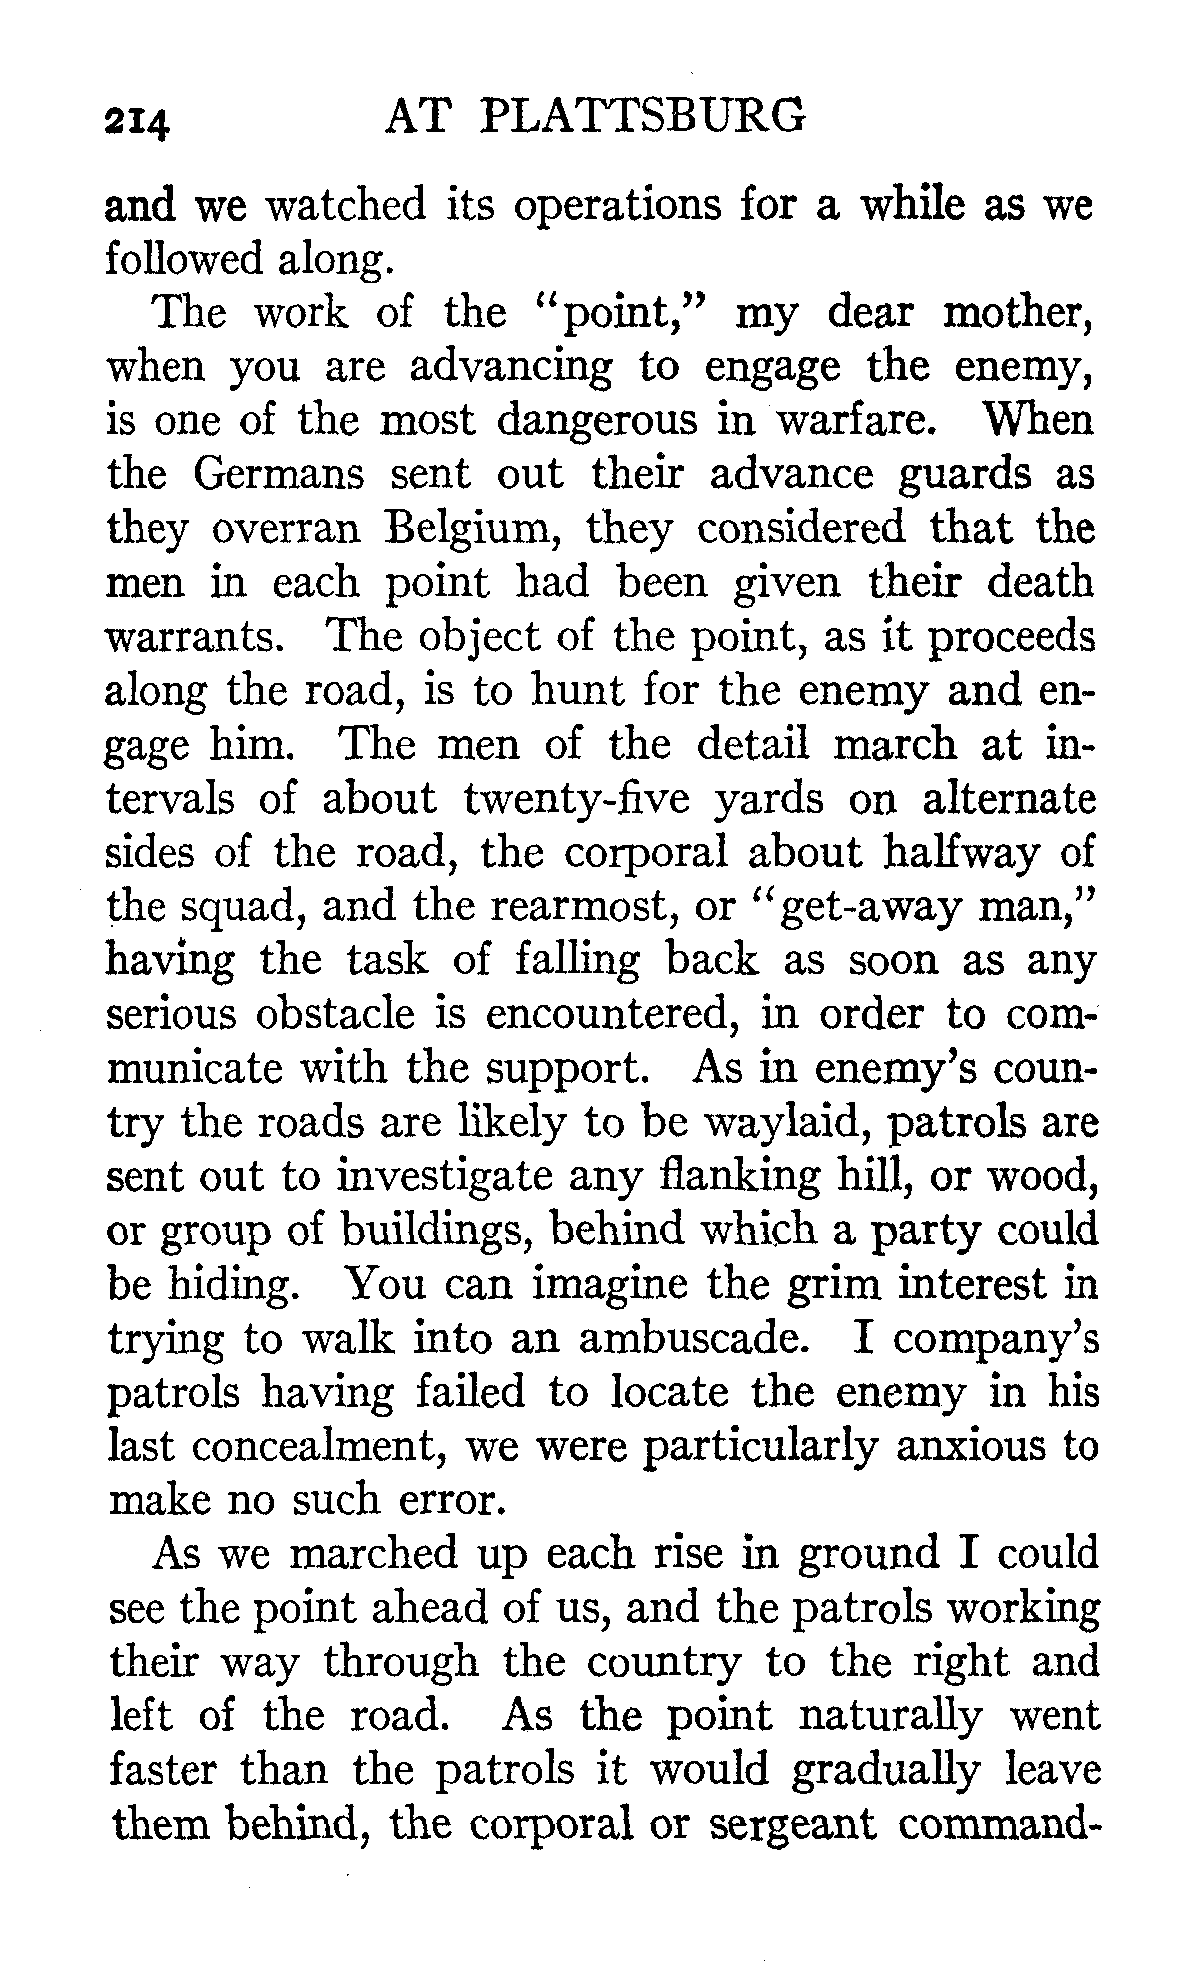 214 AT PLATTSBURG
and we watched its operations for a while as we
followed along.
The work of the "point," my dear mother,
when you are advancing to engage the enemy,
is one of the most dangerous in warfare. When
the Germans sent out their advance guards as
they overran Belgium, they considered that the
men in each point had been given their death
warrants. The object of the point, as it proceeds
along the road, is to hunt for the enemy and en-
gage him. The men of the detail march at in-
tervals of about twenty-five yards on alternate
sides of the road, the corporal about halfway of
the squad, and the rearmost, or "get-away man,"
having the task of falling back as soon as any
serious obstacle is encountered, in order to com-
municate with the support. As in enemy's coun-
try the roads are likely to be waylaid, patrols are
sent out to investigate any flanking hill, or wood,
or group of buildings, behind which a party could
be hiding. You can imagine the grim interest in
trying to walk into an ambuscade. I company's
patrols having failed to locate the enemy in his
last concealment, we were particularly anxious to
make no such error.
As we marched up each rise in ground I could
see the point ahead of us, and the patrols working
their way through the country to the right and
left of the road. As the point naturally went
faster than the patrols it would gradually leave
them behind, the corporal or sergeant command-